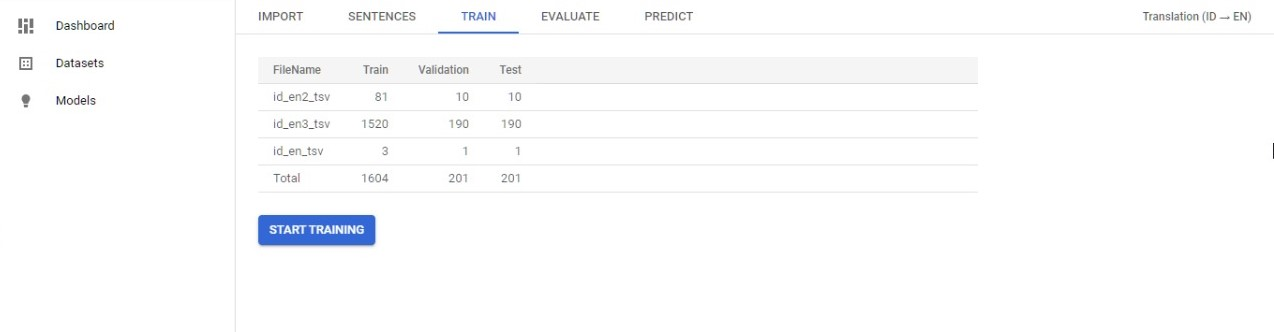 Dashboard
Datasets
Models
IMPORT SENTENCES TRAIN EVALUATE PREDICT Translation (ID → EN)
FileName Train Validation Test
id_en2_tsv 81 10 10
id_en3_tsv 1520 190 190
id_en_tsv 3 1 1
Total 1604 201 201
START TRAINING